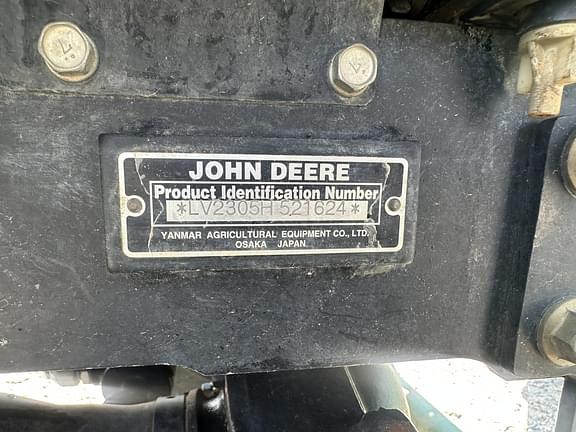 JOHN DEERE
Product Identification Number
*LV2305H521624*
YANMAR AGRICULTURAL EQUIPMENT CO., LTD.
OSAKA JAPAN